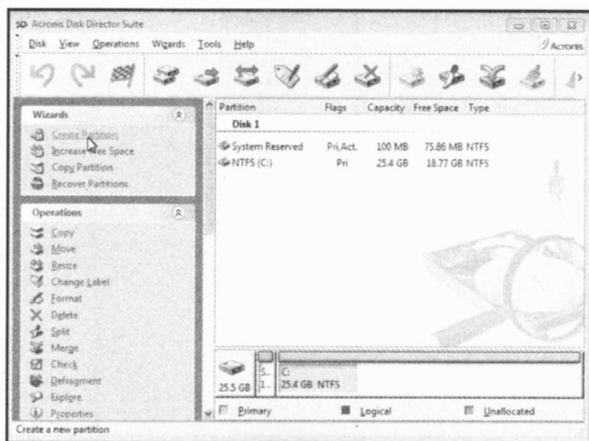 Acronis Disk Director Suite
Disk View Operations Wizards Tools Help
Acronis
Wizards
Create Partition
Increase Free Space
Copy Partition
Recover Partitions
Operations
Copy
Move
Resize
Change Label
Format
Delete
Split
Merge
Check
Defragment
Explore
Properties
Partition Flags Capacity Free Space Type
Disk 1
System Reserved Pri,Act. 100 MB 75.86 MB NTFS
NTFS (C:) Pri 25.4 GB 18.77 GB NTFS
25.5 GB
S...
1...
C:
25.4 GB NTFS
Primary Logical Unallocated
Create a new partition